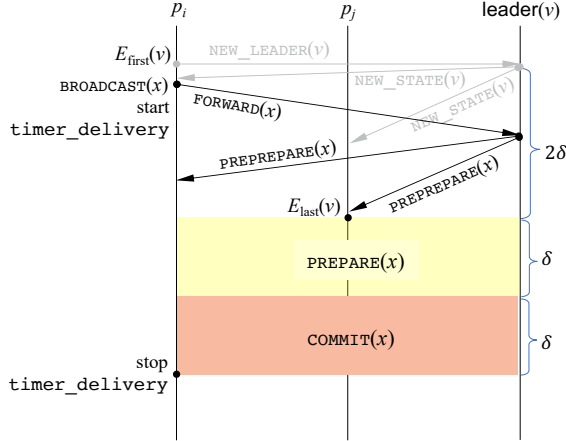 p_i p_j leader(v)
E_first(v) NEW_LEADER(v)
BROADCAST(x) NEW_STATE(v)
start FORWARD(x) NEW_STATE(v)
timer_delivery
PREPREPARE(x) 2δ
PREPREPARE(x)
E_last(v)
PREPARE(x) δ
COMMIT(x) δ
stop
timer_delivery